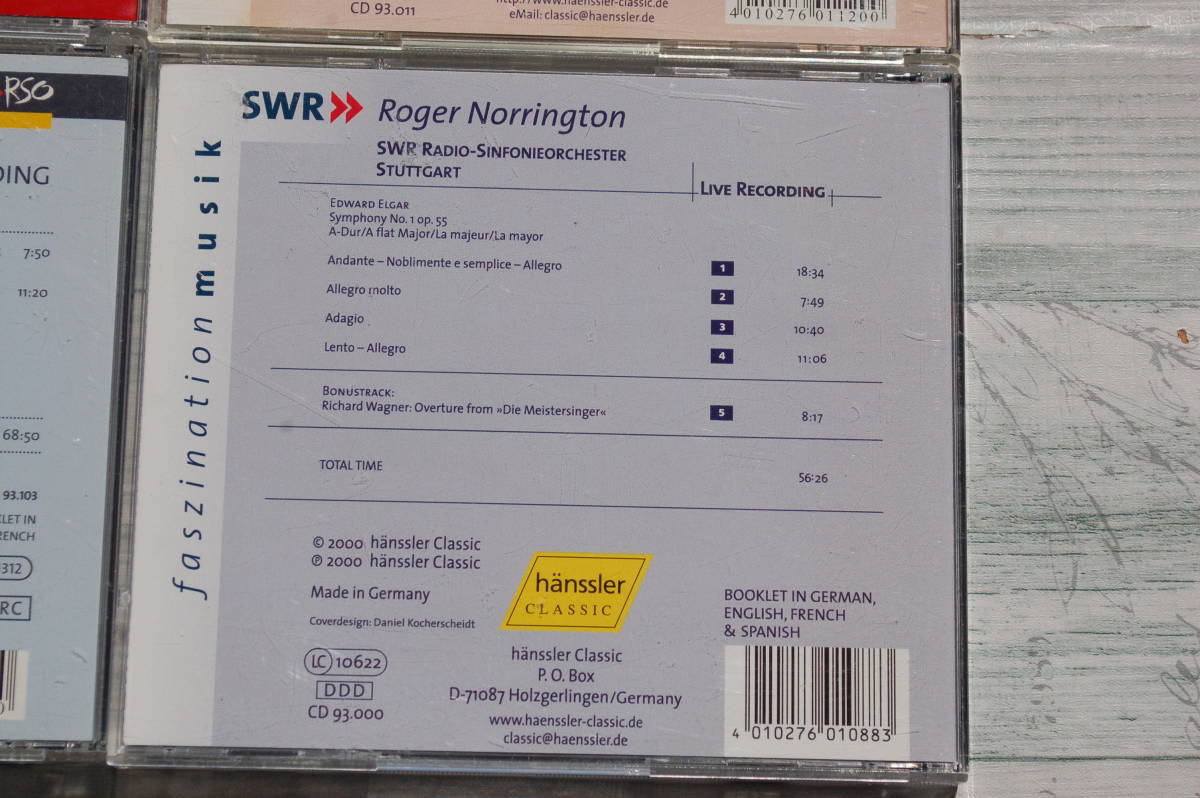 CD 93.011
http://www.haenssler-classic.de
eMail: classic@haenssler.de
4 010276 011200
RSO
7:50
11:20
68:50
93.103
312
SWR» Roger Norrington
SWR RADIO-SINFONIEORCHESTER
STUTTGART
LIVE RECORDING
faszination musik
EDWARD ELGAR
Symphony No. 1 op. 55
A-Dur/A flat Major/La majeur/La mayor
Andante – Noblimente e semplice – Allegro 1 18:34
Allegro molto 2 7:49
Adagio 3 10:40
Lento – Allegro 4 11:06
BONUSTRACK:
Richard Wagner: Overture from »Die Meistersinger« 5 8:17
TOTAL TIME 56:26
© 2000 hänssler Classic
℗ 2000 hänssler Classic
Made in Germany
Coverdesign: Daniel Kocherscheidt
LC 10622
DDD
CD 93.000
hänssler
CLASSIC
hänssler Classic
P. O. Box
D-71087 Holzgerlingen/Germany
www.haenssler-classic.de
classic@haenssler.de
BOOKLET IN GERMAN,
ENGLISH, FRENCH
& SPANISH
4 010276 010883